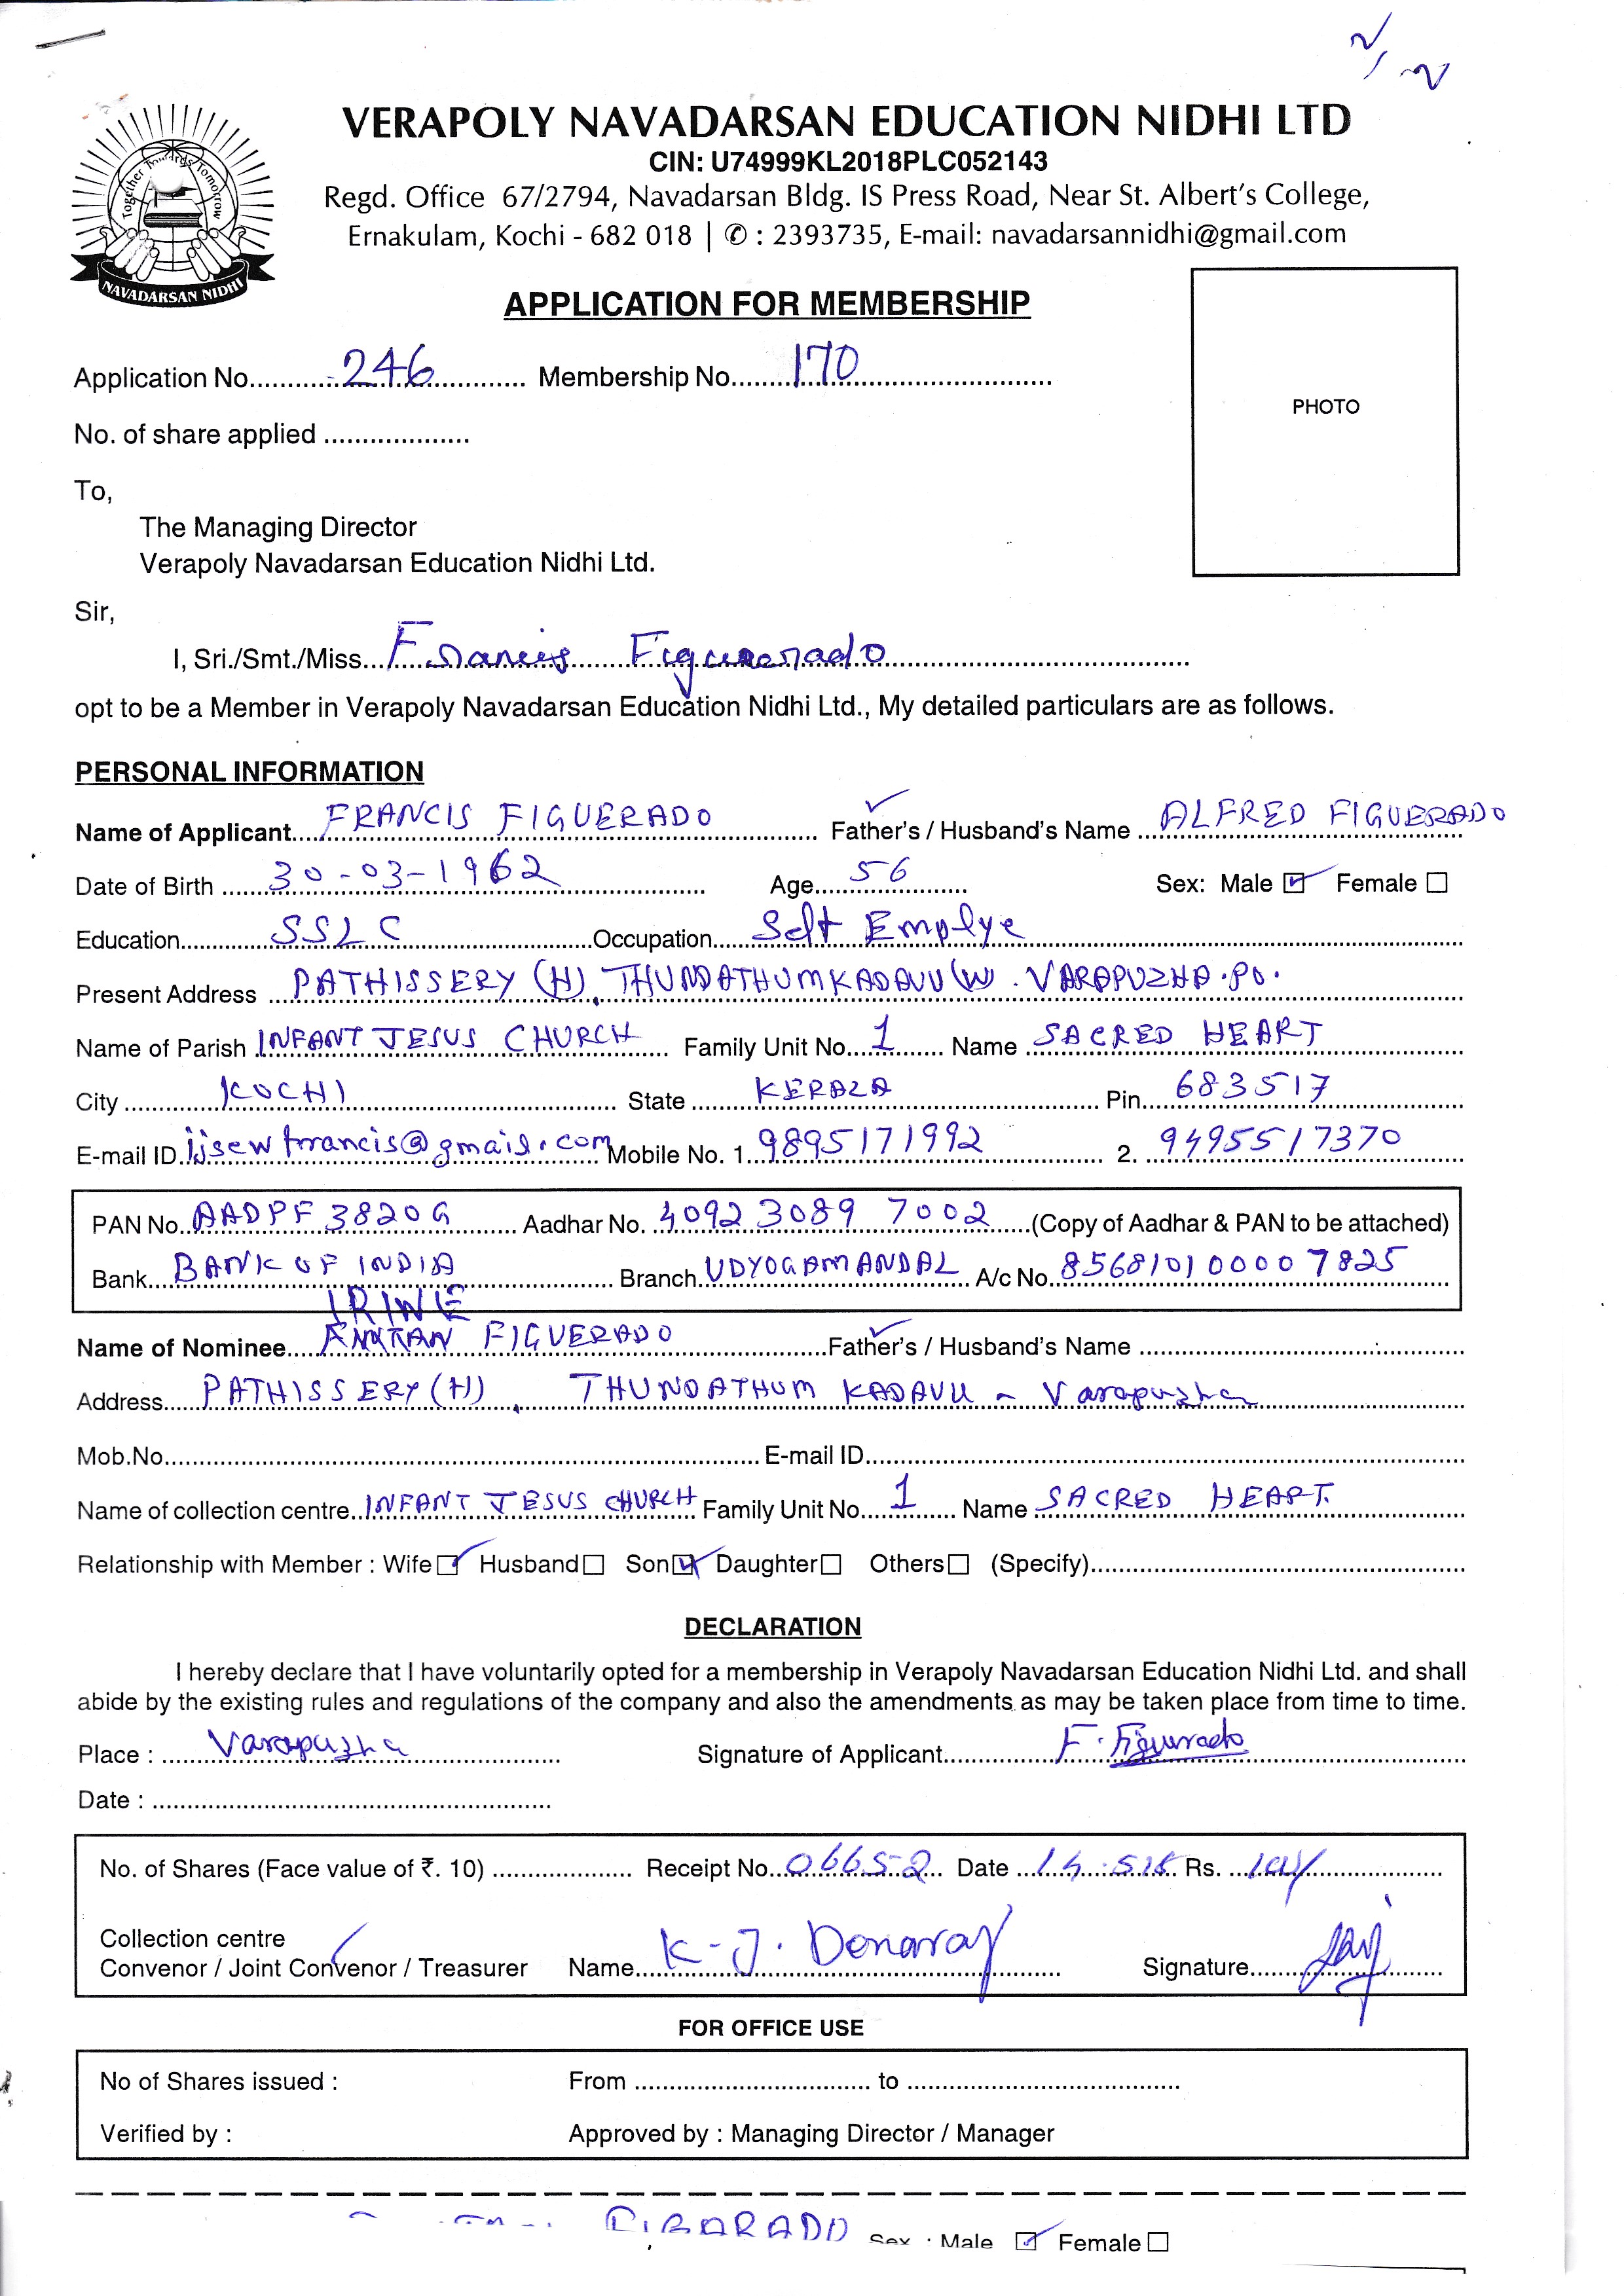 VERAPOLY NAVADARSAN EDUCATION NIDHI LTD
CIN: U74999KL2018PLC052143
Regd. Office 67/2794, Navadarsan Bldg. IS Press Road, Near St. Albert's College,
Ernakulam, Kochi - 682 018 | ✆ : 2393735, E-mail: navadarsannidhi@gmail.com
Together Towards Tomorrow
NAVADARSAN NIDHI
APPLICATION FOR MEMBERSHIP
PHOTO
Application No. 246 Membership No. 170
No. of share applied
To,
The Managing Director
Verapoly Navadarsan Education Nidhi Ltd.
Sir,
I, Sri./Smt./Miss. Francis Figuerado
opt to be a Member in Verapoly Navadarsan Education Nidhi Ltd., My detailed particulars are as follows.
PERSONAL INFORMATION
Name of Applicant FRANCIS FIGUERADO Father's / Husband's Name ALFRED FIGUERADO
Date of Birth 30-03-1962 Age 56 Sex: Male ☑ Female ☐
Education SSLC Occupation Self Emplye
Present Address PATHISSERY (H), THUNDATHUMKADAVU (W). VARAPUZHA.PO.
Name of Parish INFANT JESUS CHURCH Family Unit No. 1 Name SACRED HEART
City KOCHI State KERALA Pin 683517
E-mail ID ijsewfrancis@gmail.com Mobile No. 1. 9895171992 2. 9495517370
PAN No. AADPF 3820G Aadhar No. 4092 3089 7002 (Copy of Aadhar & PAN to be attached)
Bank BANK OF INDIA Branch UDYOGAMANDAL A/c No. 856810100007825
Name of Nominee FIGUERADO Father's / Husband's Name
Address PATHISSERY (H), THUNDATHUM KADAVU - Varapuzha
Mob.No. E-mail ID
Name of collection centre INFANT JESUS CHURCH Family Unit No. 1 Name SACRED HEART.
Relationship with Member : Wife ☑ Husband ☐ Son ☑ Daughter ☐ Others ☐ (Specify)
DECLARATION
I hereby declare that I have voluntarily opted for a membership in Verapoly Navadarsan Education Nidhi Ltd. and shall
abide by the existing rules and regulations of the company and also the amendments as may be taken place from time to time.
Place : Varapuzha Signature of Applicant F. Figuerado
Date :
No. of Shares (Face value of ₹. 10) Receipt No. 06652 Date Rs.
Collection centre
Convenor / Joint Convenor / Treasurer Name K-J. Donaray Signature
FOR OFFICE USE
No of Shares issued : From to
Verified by : Approved by : Managing Director / Manager
Sex : Male ☑ Female ☐